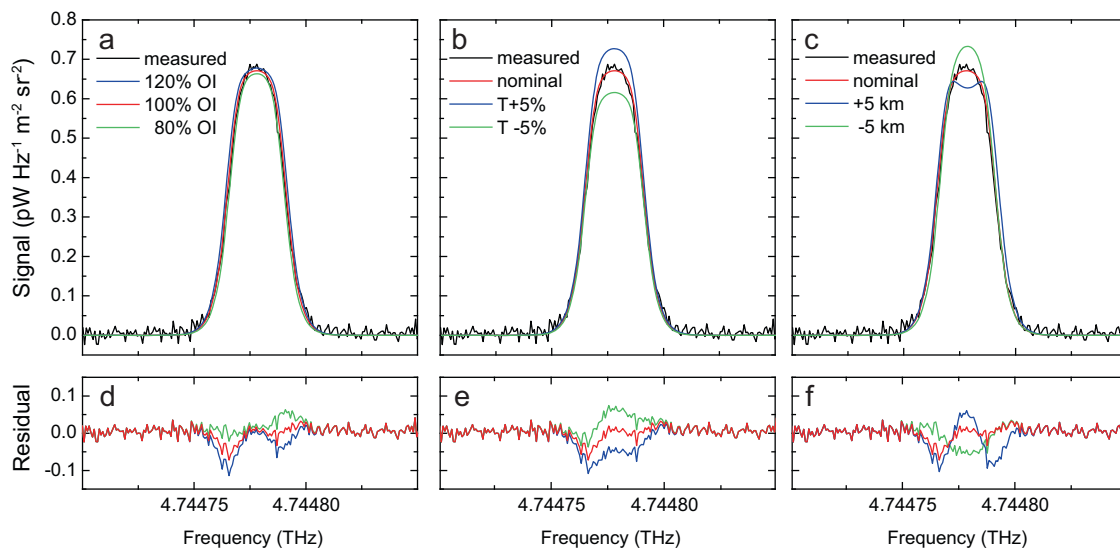 a
measured
120% OI
100% OI
80% OI
b
measured
nominal
T+5%
T -5%
c
measured
nominal
+5 km
-5 km
Signal (pW Hz⁻¹ m⁻² sr⁻²)
0.8
0.7
0.6
0.5
0.4
0.3
0.2
0.1
0.0
d
e
f
Residual
0.1
0.0
-0.1
4.74475 4.74480 4.74475 4.74480 4.74475 4.74480
Frequency (THz) Frequency (THz) Frequency (THz)